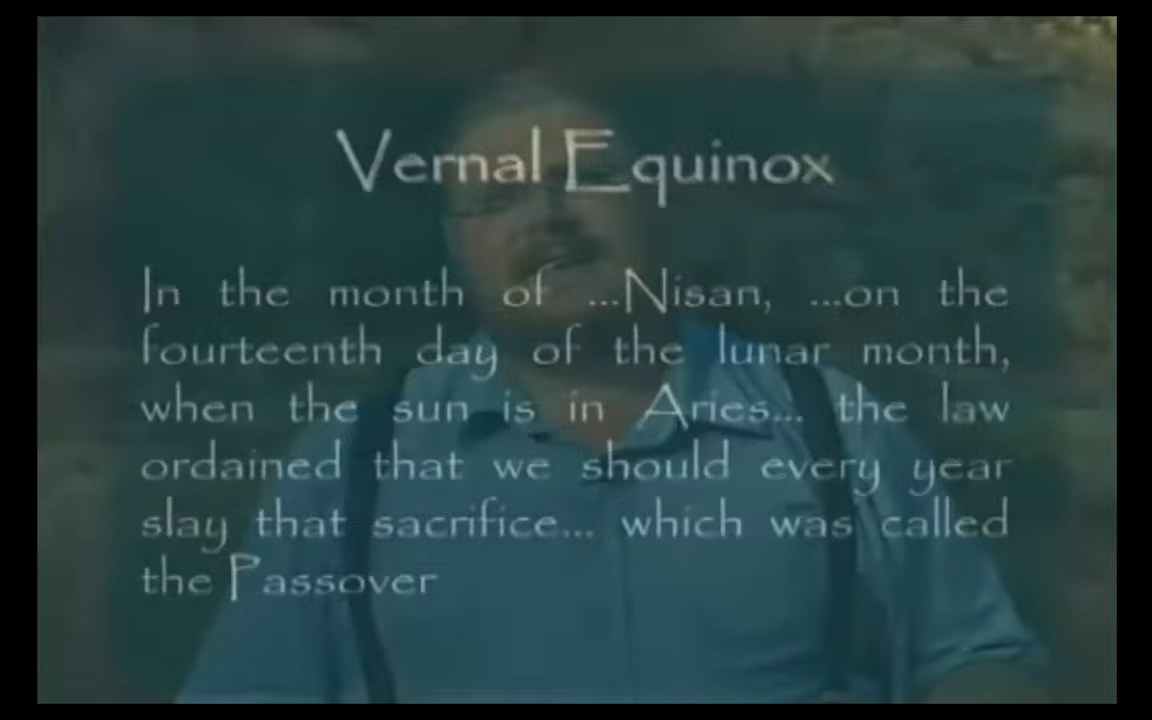 Vernal Equinox
In the month of ...Nisan, ...on the
fourteenth day of the lunar month,
when the sun is in Aries... the law
ordained that we should every year
slay that sacrifice... which was called
the Passover